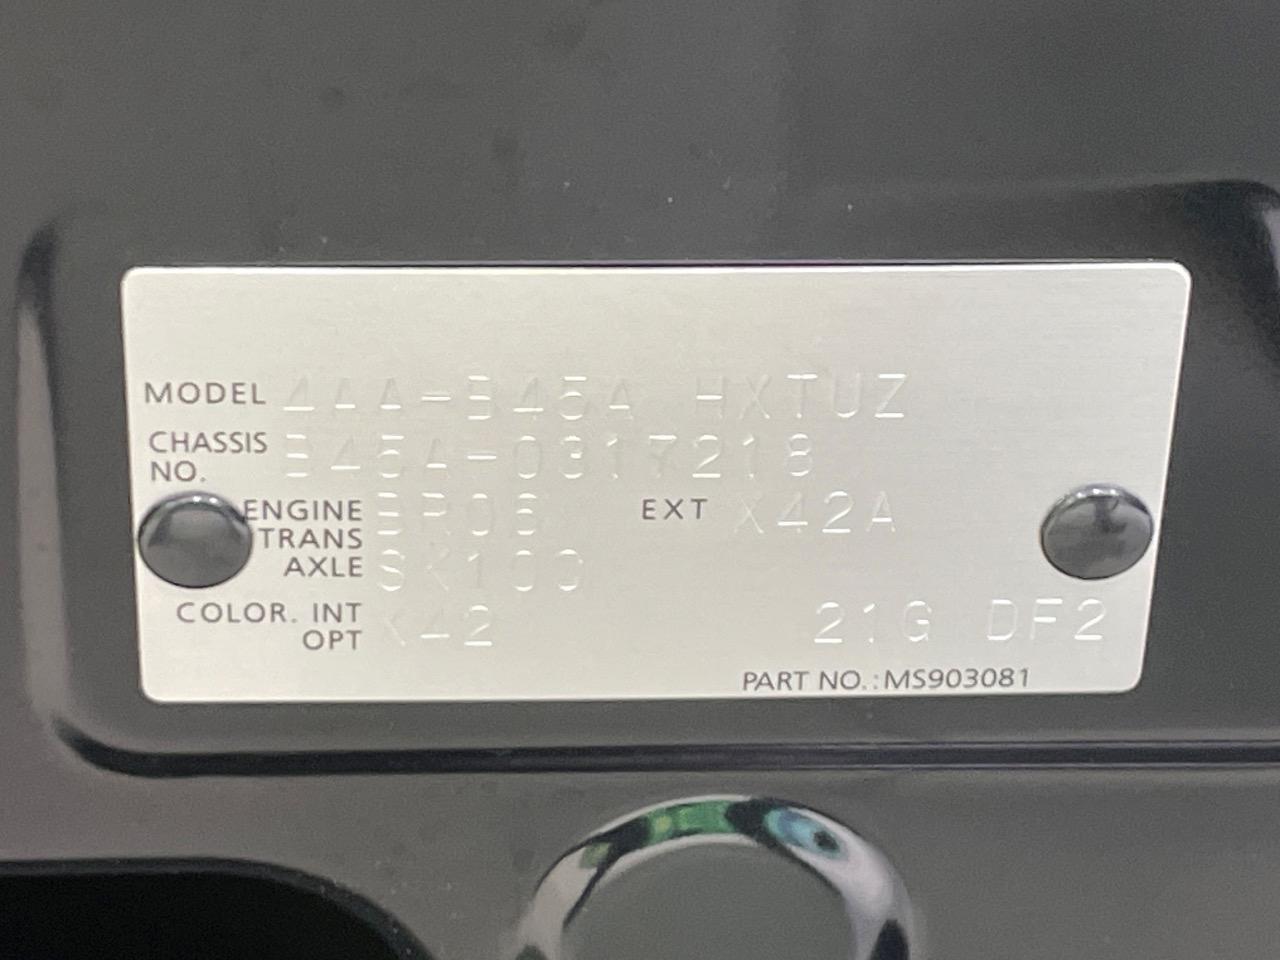 MODEL 4AA-B45A HXTUZ
CHASSIS NO. B45A-0317218
ENGINE BR06 EXT X42A
TRANS AXLE SK100
COLOR. INT OPT X42 21G DF2
PART NO.:MS903081